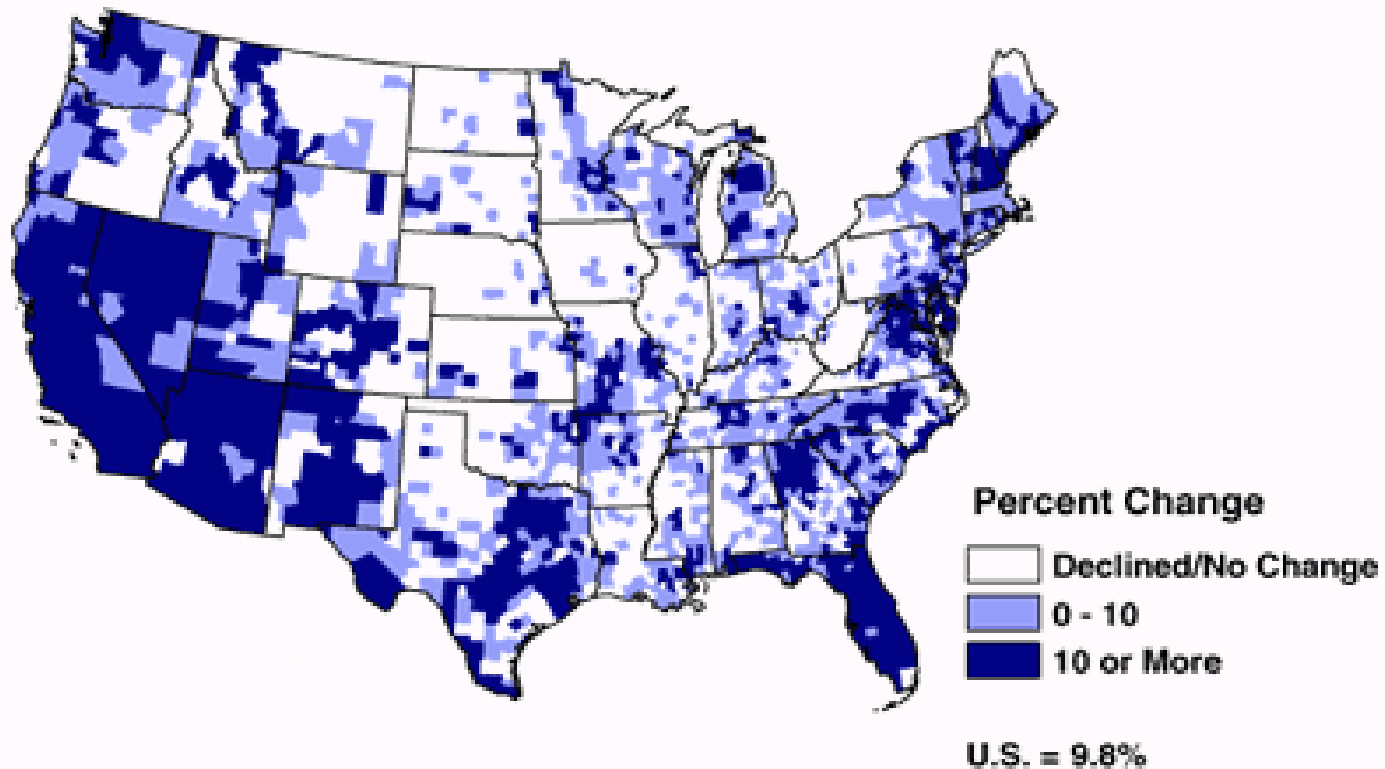 Percent Change
Declined/No Change
0 - 10
10 or More
U.S. = 9.8%